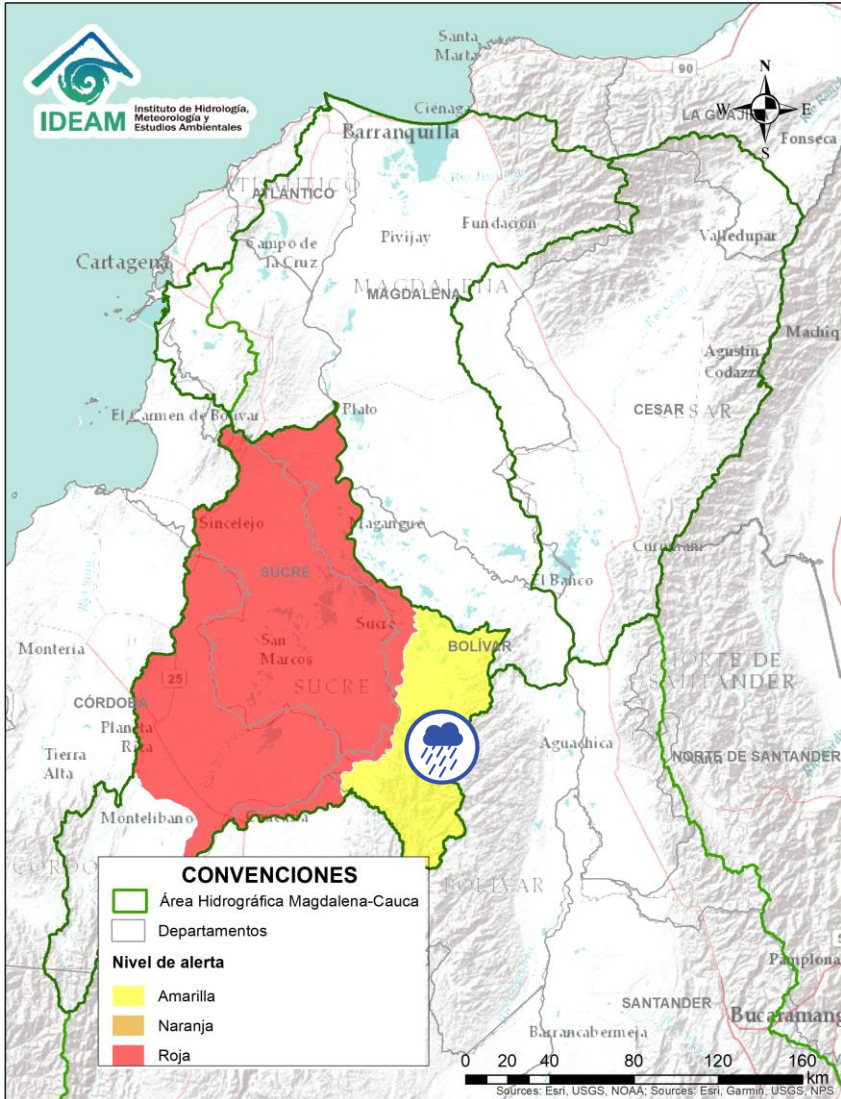 Santa
Marta
90
N
W
E
S
IDEAM
Instituto de Hidrología,
Meteorología y
Estudios Ambientales
Ciénaga
Barranquilla
LA GUAJIRA
Fonseca
ATLÁNTICO
Campo de
la Cruz
Pivijay
Fundación
Valledupar
Cartagena
MAGDALENA
MAGDALENA
Agustín
Codazzi
Machiq
El Carmen de Bolívar
Plato
CESAR
CESAR
Sincelejo
Magangué
Curumaní
SUCRE
El Banco
Sucre
Montería
San
Marcos
BOLÍVAR
NORTE DE
SANTANDER
25
SUCRE
CÓRDOBA
Planeta
Rica
Aguachica
Tierra
Alta
NORTE DE SANTANDER
Montelíbano
Caucasia
BOLÍVAR
CONVENCIONES
Área Hidrográfica Magdalena-Cauca
Departamentos
Nivel de alerta
Amarilla
Naranja
Roja
Pamplona
SANTANDER
Bucaramang
Barrancabermeja
0 20 40 80 120 160
km
Sources: Esri, USGS, NOAA; Sources: Esri, Garmin, USGS, NPS